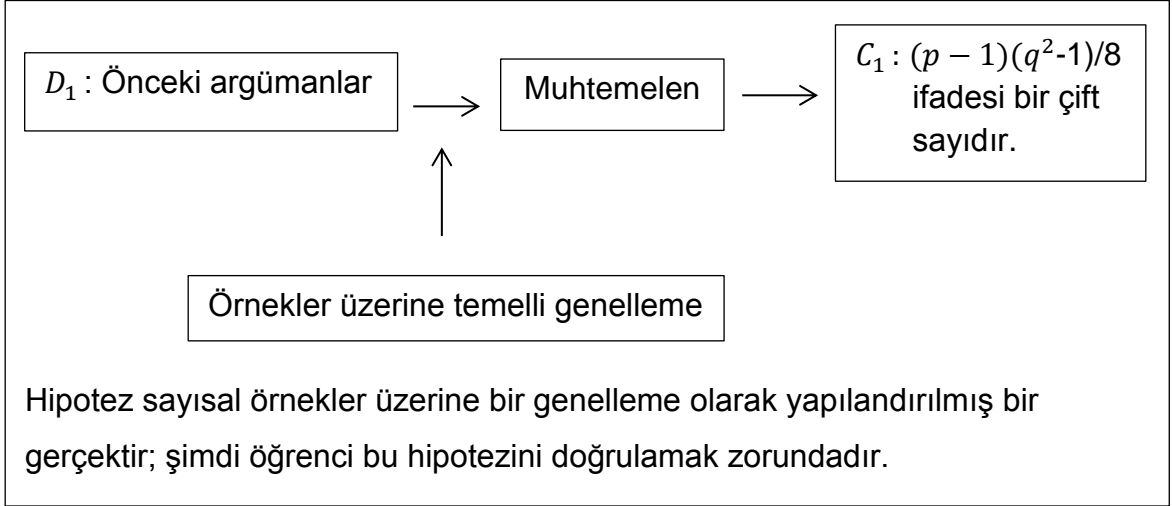 D₁ : Önceki argümanlar
Muhtemelen
C₁ : (p − 1)(q²-1)/8
ifadesi bir çift
sayıdır.
Örnekler üzerine temelli genelleme
Hipotez sayısal örnekler üzerine bir genelleme olarak yapılandırılmış bir
gerçektir; şimdi öğrenci bu hipotezini doğrulamak zorundadır.